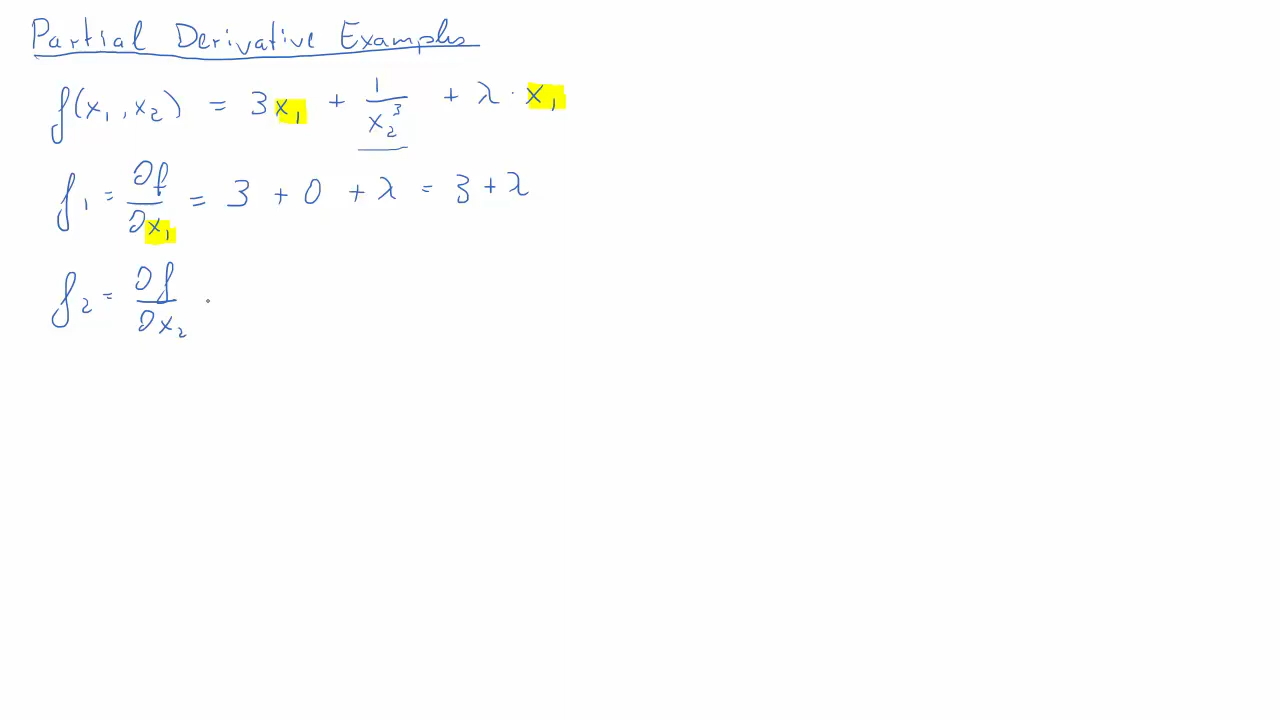 Partial Derivative Examples
f(x₁, x₂) = 3x₁ + 1/x₂³ + λ · x₁
f₁ = ∂f/∂x₁ = 3 + 0 + λ = 3 + λ
f₂ = ∂f/∂x₂